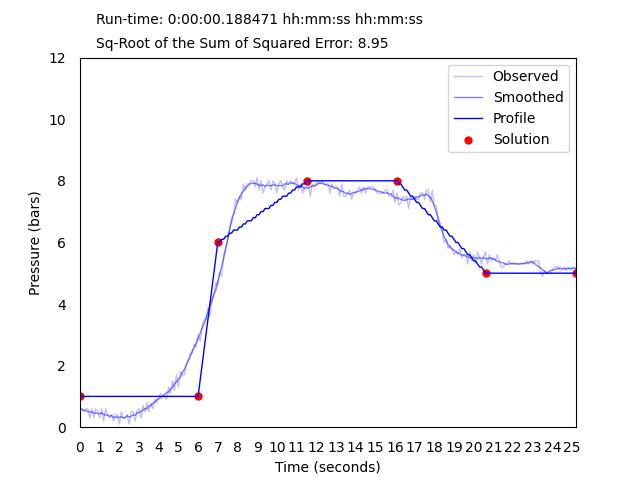 Run-time: 0:00:00.188471 hh:mm:ss hh:mm:ss
Sq-Root of the Sum of Squared Error: 8.95
12
10
8
6
4
2
0
Pressure (bars)
Observed
Smoothed
Profile
Solution
0 1 2 3 4 5 6 7 8 9 10 11 12 13 14 15 16 17 18 19 20 21 22 23 24 25
Time (seconds)